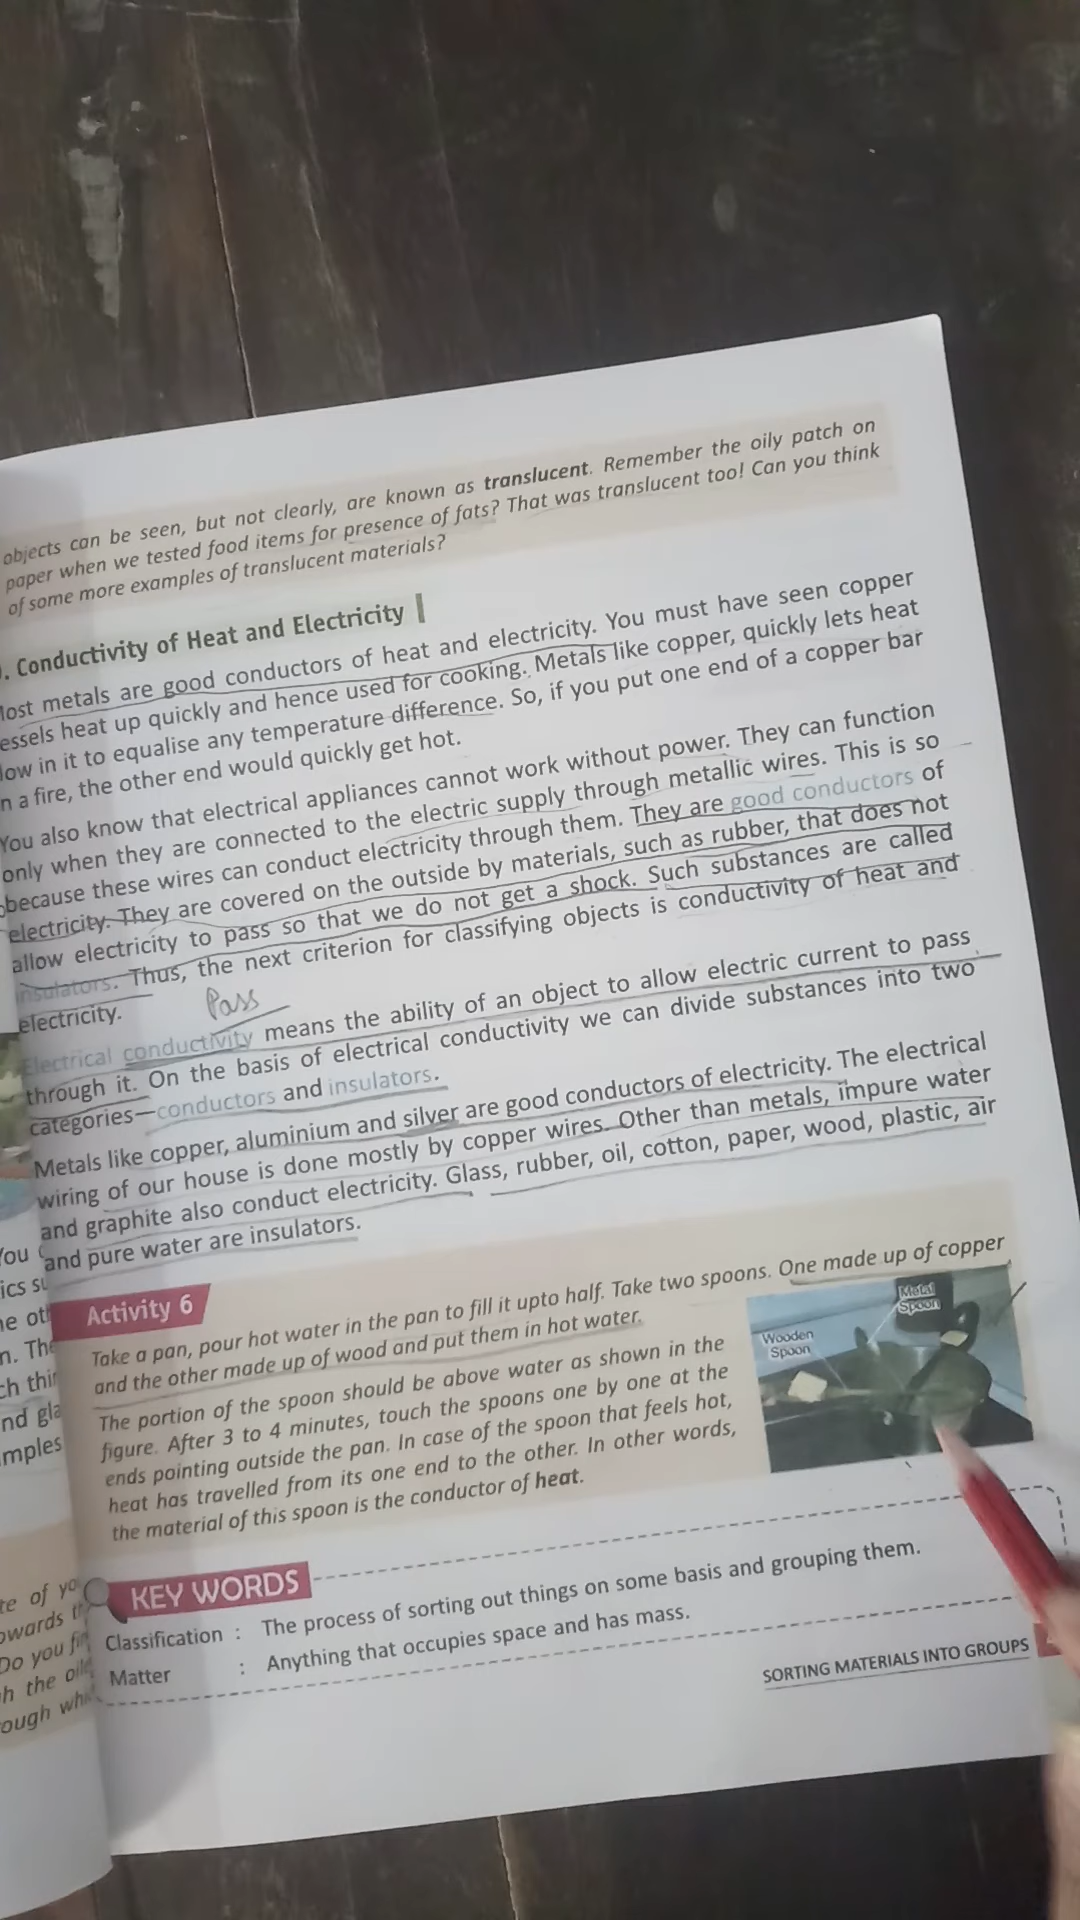 objects can be seen, but not clearly, are known as translucent. Remember the oily patch on
paper when we tested food items for presence of fats? That was translucent too! Can you think
of some more examples of translucent materials?
. Conductivity of Heat and Electricity
ost metals are good conductors of heat and electricity. You must have seen copper
essels heat up quickly and hence used for cooking. Metals like copper, quickly lets heat
low in it to equalise any temperature difference. So, if you put one end of a copper bar
n a fire, the other end would quickly get hot.
You also know that electrical appliances cannot work without power. They can function
only when they are connected to the electric supply through metallic wires. This is so
because these wires can conduct electricity through them. They are good conductors of
electricity. They are covered on the outside by materials, such as rubber, that does not
allow electricity to pass so that we do not get a shock. Such substances are called
insulators. Thus, the next criterion for classifying objects is conductivity of heat and
electricity.
Pass
Electrical conductivity means the ability of an object to allow electric current to pass
through it. On the basis of electrical conductivity we can divide substances into two
categories—conductors and insulators.
Metals like copper, aluminium and silver are good conductors of electricity. The electrical
wiring of our house is done mostly by copper wires. Other than metals, impure water
and graphite also conduct electricity. Glass, rubber, oil, cotton, paper, wood, plastic, air
and pure water are insulators.
Activity 6
Take a pan, pour hot water in the pan to fill it upto half. Take two spoons. One made up of copper
and the other made up of wood and put them in hot water.
The portion of the spoon should be above water as shown in the
figure. After 3 to 4 minutes, touch the spoons one by one at the
ends pointing outside the pan. In case of the spoon that feels hot,
heat has travelled from its one end to the other. In other words,
the material of this spoon is the conductor of heat.
Metal
Spoon
Wooden
Spoon
KEY WORDS
Classification : The process of sorting out things on some basis and grouping them.
Matter : Anything that occupies space and has mass.
SORTING MATERIALS INTO GROUPS